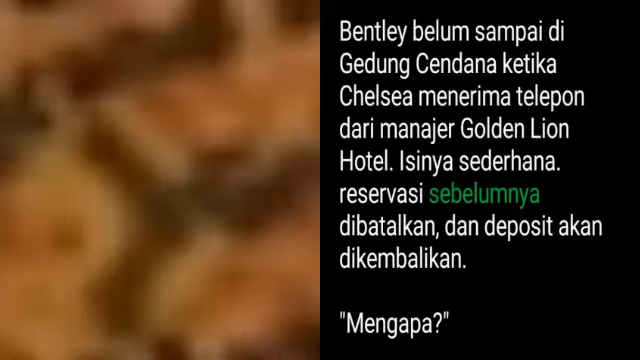 Bentley belum sampai di
Gedung Cendana ketika
Chelsea menerima telepon
dari manajer Golden Lion
Hotel. Isinya sederhana.
reservasi sebelumnya
dibatalkan, dan deposit akan
dikembalikan.
"Mengapa?"